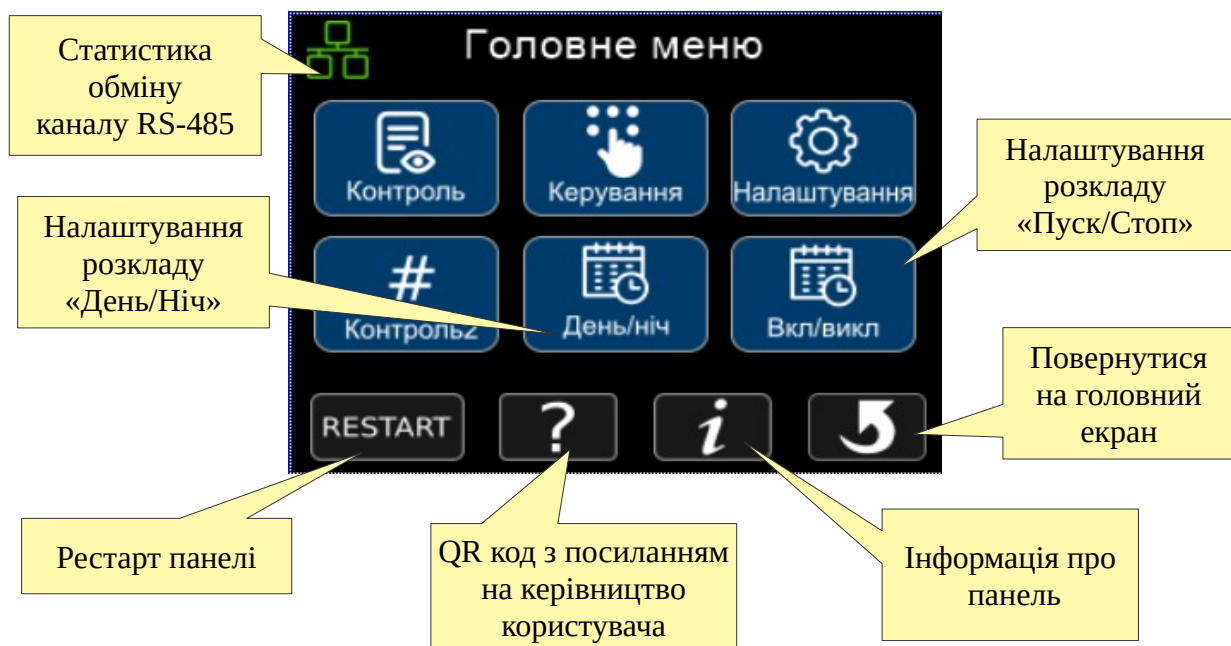 Статистика
обміну
каналу RS-485
Головне меню
Контроль
Керування
Налаштування
Налаштування
розкладу
«Пуск/Стоп»
Налаштування
розкладу
«День/Ніч»
#
Контроль2
День/ніч
Вкл/викл
Повернутися
на головний
екран
RESTART
?
i
Рестарт панелі
QR код з посиланням
на керівництво
користувача
Інформація про
панель